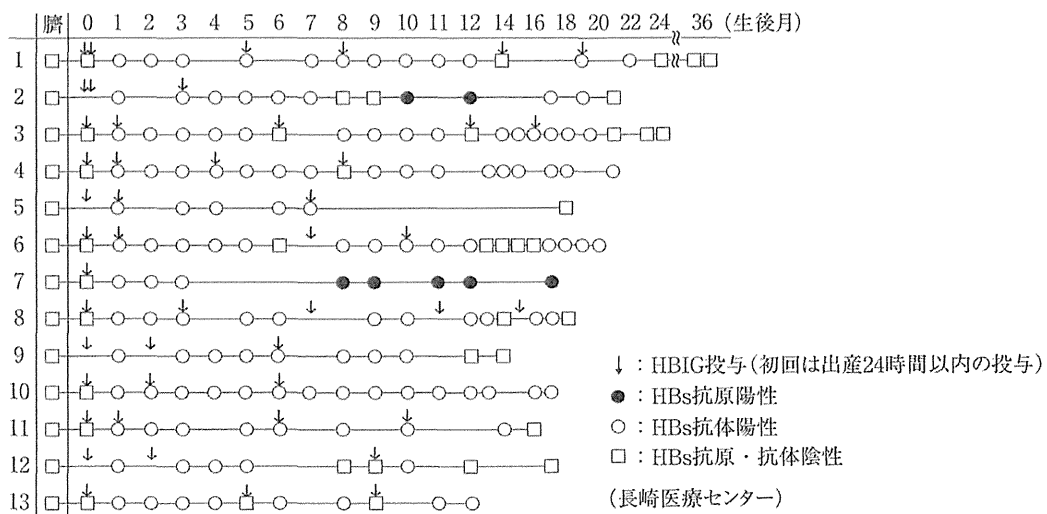 臍 0 1 2 3 4 5 6 7 8 9 10 11 12 14 16 18 20 22 24 36 (生後月)
1
2
3
4
5
6
7
8
9
10
11
12
13
↓:HBIG投与(初回は出産24時間以内の投与)
●:HBs抗原陽性
○:HBs抗体陽性
□:HBs抗原・抗体陰性
(長崎医療センター)